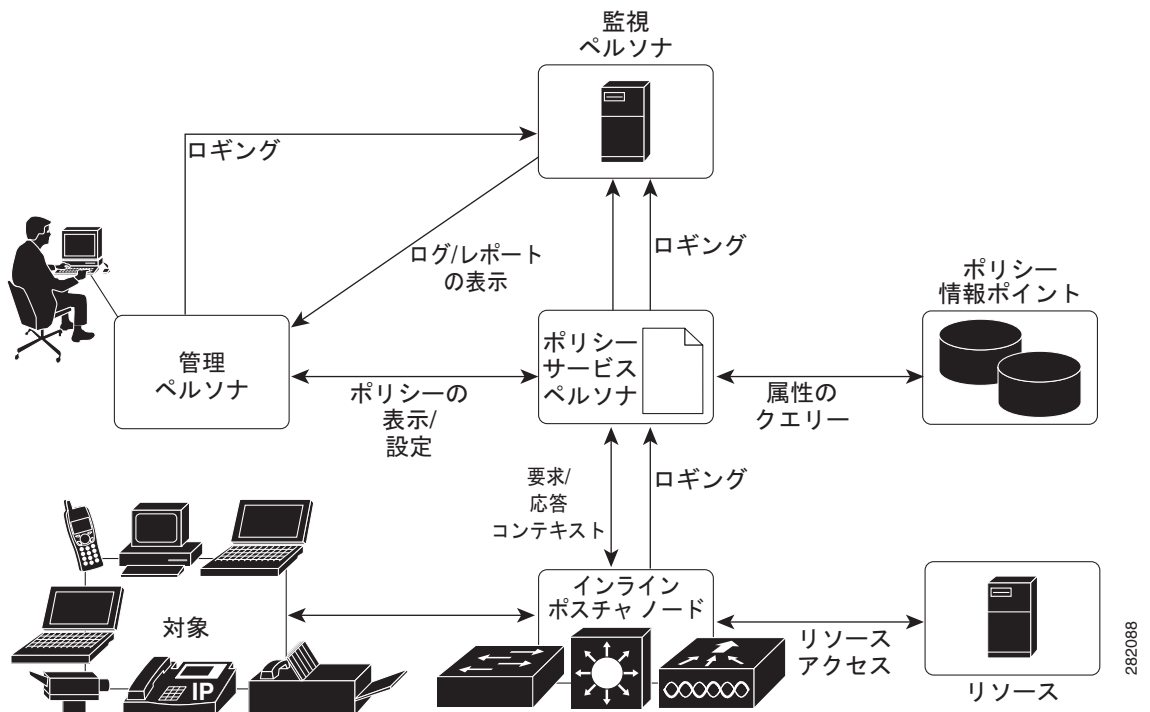 監視
ペルソナ
ロギング
ログ/レポート
の表示
ロギング
ポリシー
情報ポイント
管理
ペルソナ
ポリシーの
表示/
設定
ポリシー
サービス
ペルソナ
属性の
クエリー
要求/
応答
コンテキスト
ロギング
対象
IP
インライン
ポスチャ ノード
リソース
アクセス
リソース
282088